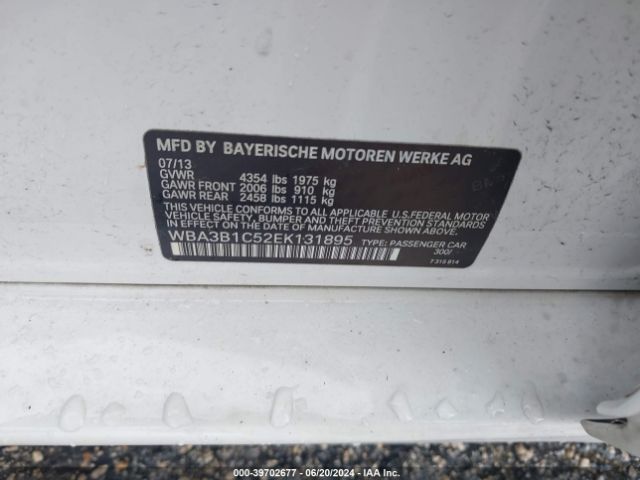 MFD BY BAYERISCHE MOTOREN WERKE AG
07/13
GVWR 4354 lbs 1975 kg
GAWR FRONT 2006 lbs 910 kg
GAWR REAR 2458 lbs 1115 kg
THIS VEHICLE CONFORMS TO ALL APPLICABLE U.S.FEDERAL MOTOR
VEHICLE SAFETY, BUMPER AND THEFT PREVENTION STANDARDS
IN EFFECT ON THE DATE OF MANUFACTURE SHOWN ABOVE.
WBA3B1C52EK131895 TYPE: PASSENGER CAR
300/
7 318 814
000-39702677 - 06/20/2024 - IAA Inc.